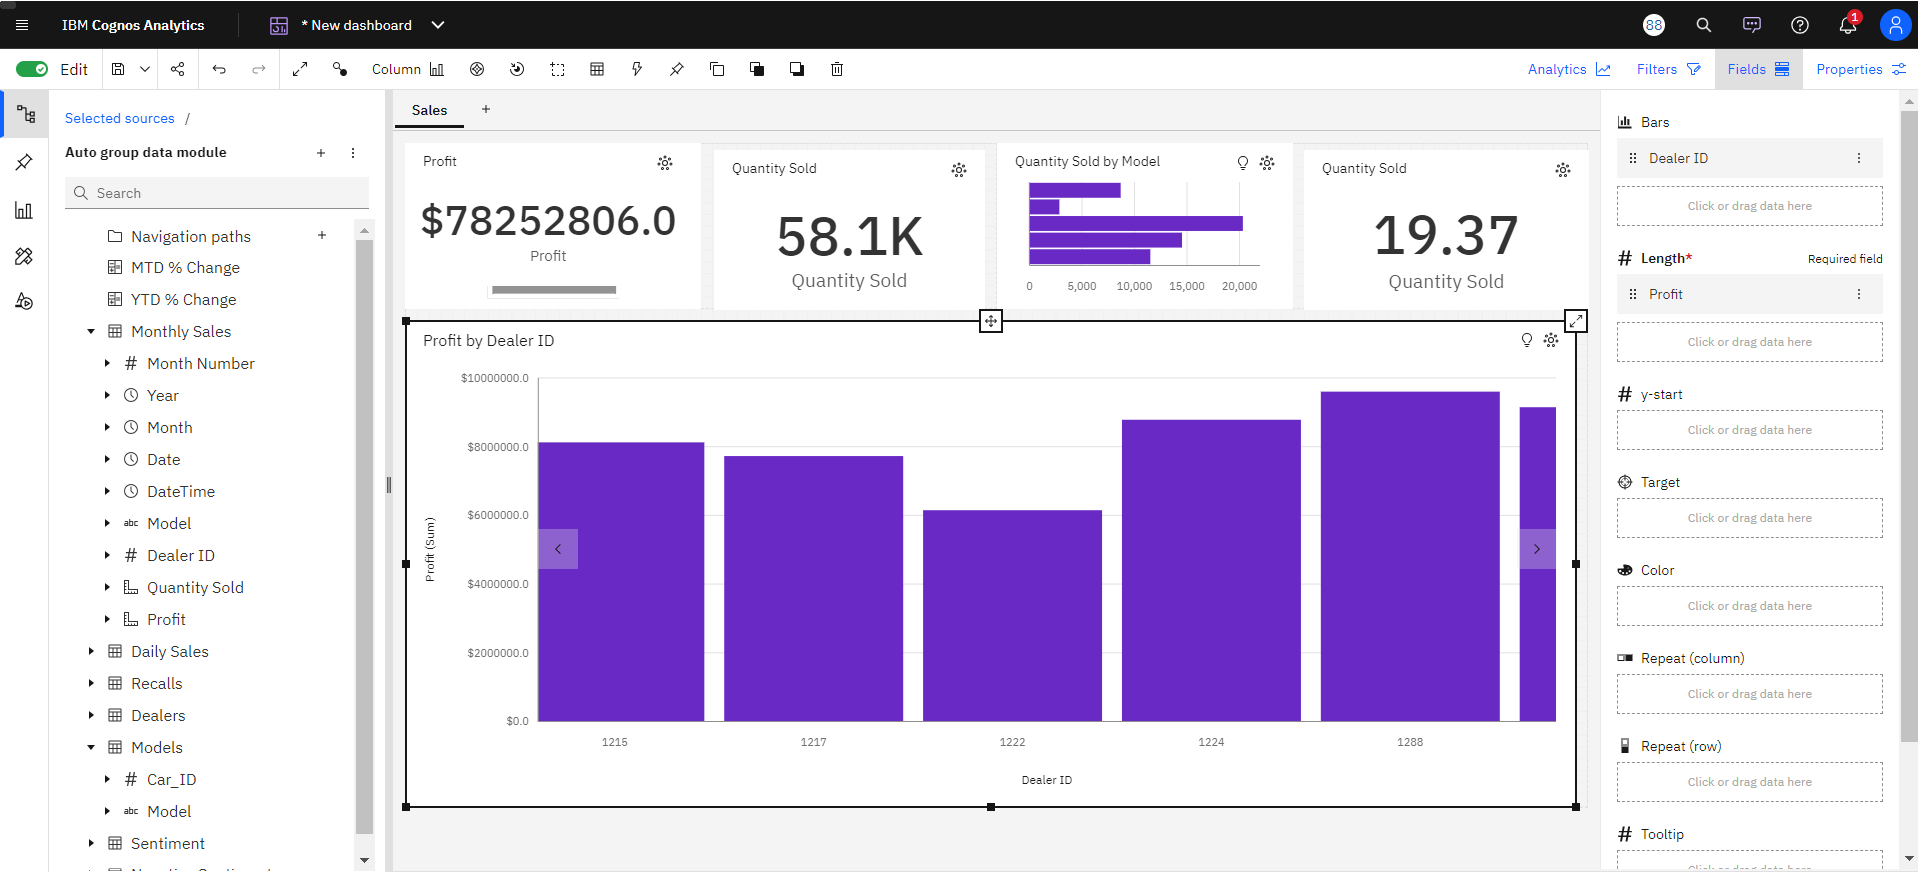 IBM Cognos Analytics
* New dashboard
88
1
Edit
Column
Analytics
Filters
Fields
Properties
Selected sources /
Auto group data module
Search
Navigation paths
MTD % Change
YTD % Change
Monthly Sales
# Month Number
Year
Month
Date
DateTime
abc Model
# Dealer ID
Quantity Sold
Profit
Daily Sales
Recalls
Dealers
Models
# Car_ID
abc Model
Sentiment
Sales
Profit
$78252806.0
Profit
Quantity Sold
58.1K
Quantity Sold
Quantity Sold by Model
0 5,000 10,000 15,000 20,000
Quantity Sold
19.37
Quantity Sold
Profit by Dealer ID
$10000000.0
$8000000.0
$6000000.0
$4000000.0
$2000000.0
$0.0
Profit (Sum)
1215 1217 1222 1224 1288
Dealer ID
Bars
Dealer ID
Click or drag data here
# Length* Required field
Profit
Click or drag data here
# y-start
Click or drag data here
Target
Click or drag data here
Color
Click or drag data here
Repeat (column)
Click or drag data here
Repeat (row)
Click or drag data here
# Tooltip
Click or drag data here